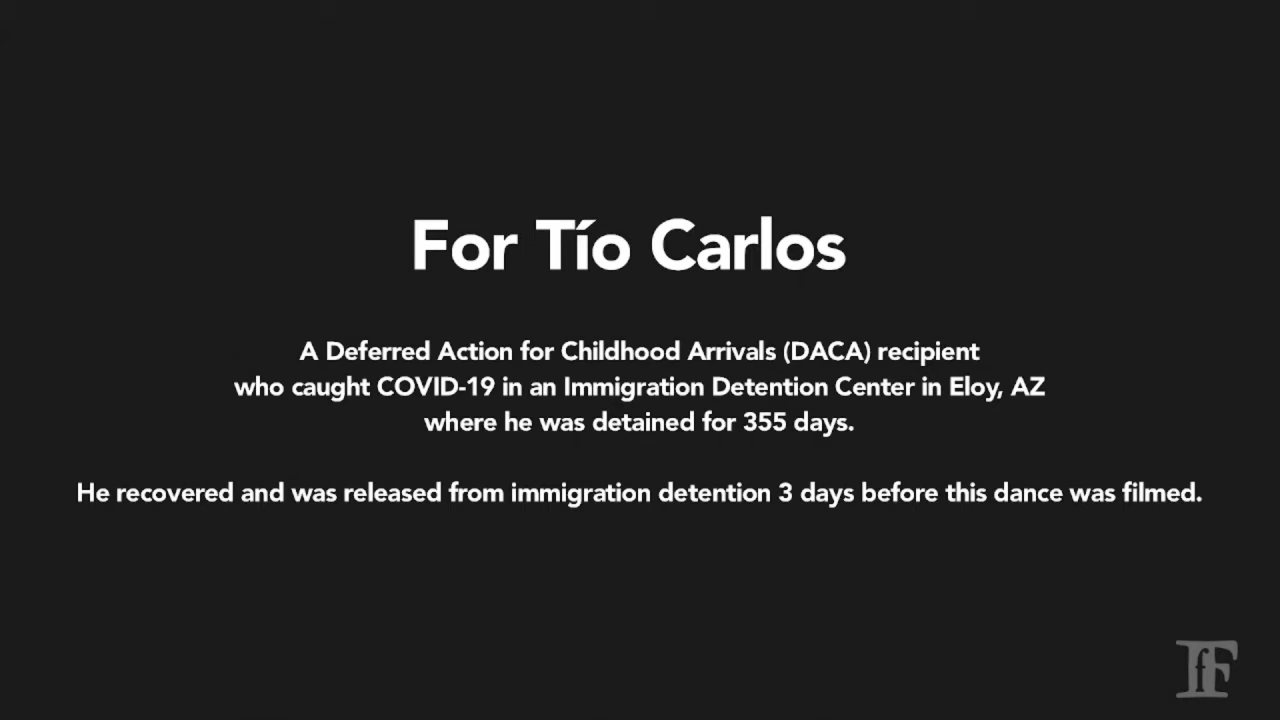 For Tío Carlos
A Deferred Action for Childhood Arrivals (DACA) recipient
who caught COVID-19 in an Immigration Detention Center in Eloy, AZ
where he was detained for 355 days.
He recovered and was released from immigration detention 3 days before this dance was filmed.